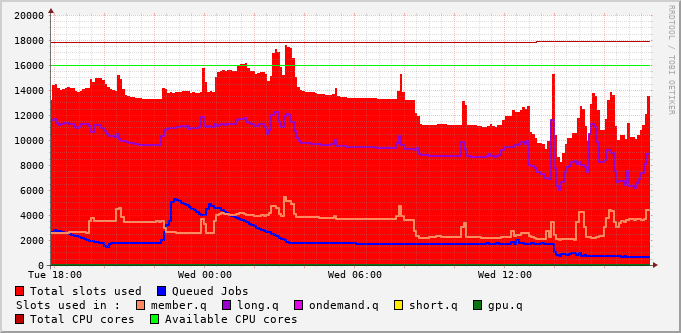 20000
18000
16000
14000
12000
10000
8000
6000
4000
2000
0
Tue 18:00 Wed 00:00 Wed 06:00 Wed 12:00
RRDTOOL / TOBI OETIKER
Total slots used Queued Jobs
Slots used in : member.q long.q ondemand.q short.q gpu.q
Total CPU cores Available CPU cores